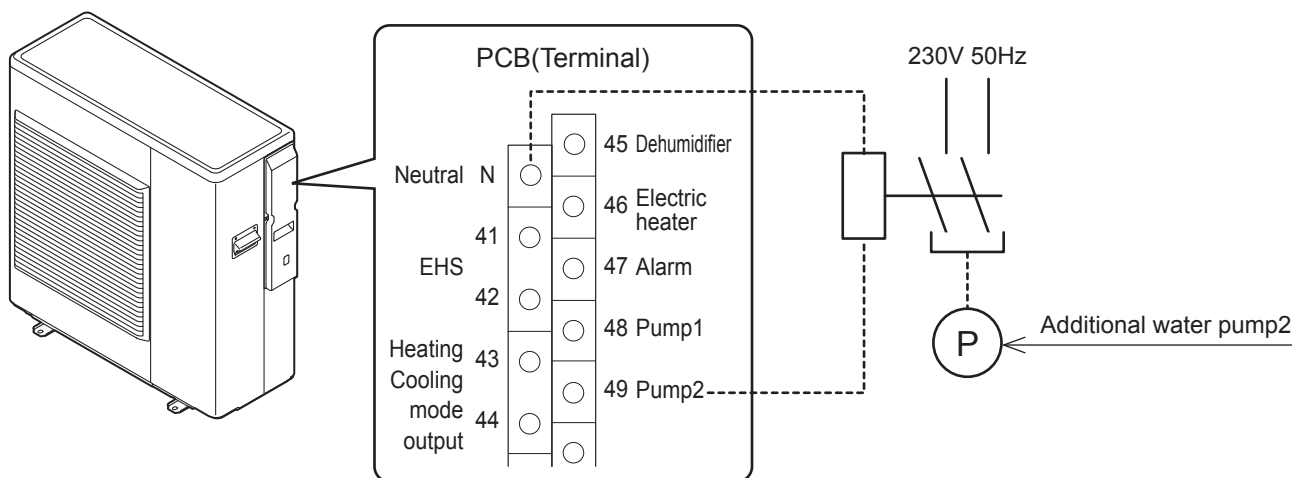 PCB(Terminal)
230V 50Hz
45 Dehumidifier
Neutral N
46 Electric
heater
41
EHS
47 Alarm
42
48 Pump1
Additional water pump2
P
Heating
43
Cooling
49 Pump2
mode
44
output